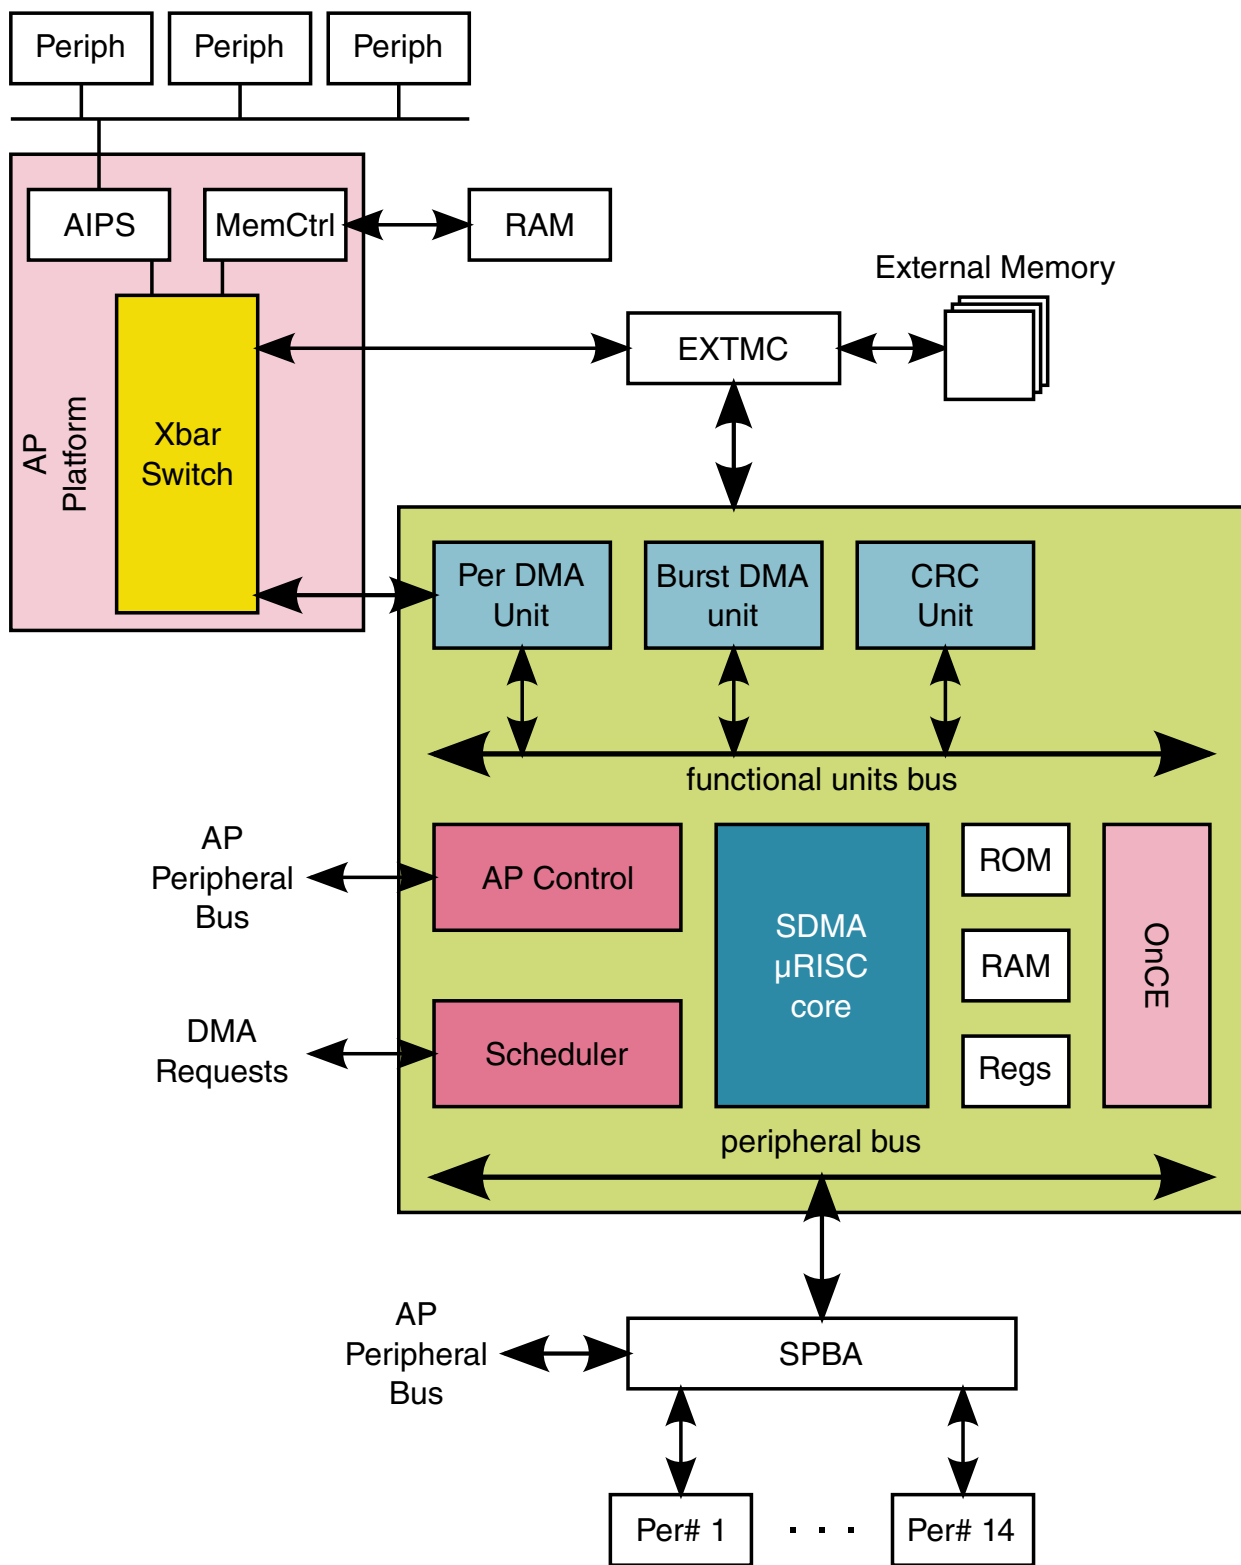 Periph
Periph
Periph
AIPS
MemCtrl
RAM
External Memory
EXTMC
AP
Platform
Xbar
Switch
Per DMA
Unit
Burst DMA
unit
CRC
Unit
functional units bus
AP
Peripheral
Bus
AP Control
SDMA
µRISC
core
ROM
RAM
Regs
OnCE
DMA
Requests
Scheduler
peripheral bus
AP
Peripheral
Bus
SPBA
Per# 1
. . .
Per# 14